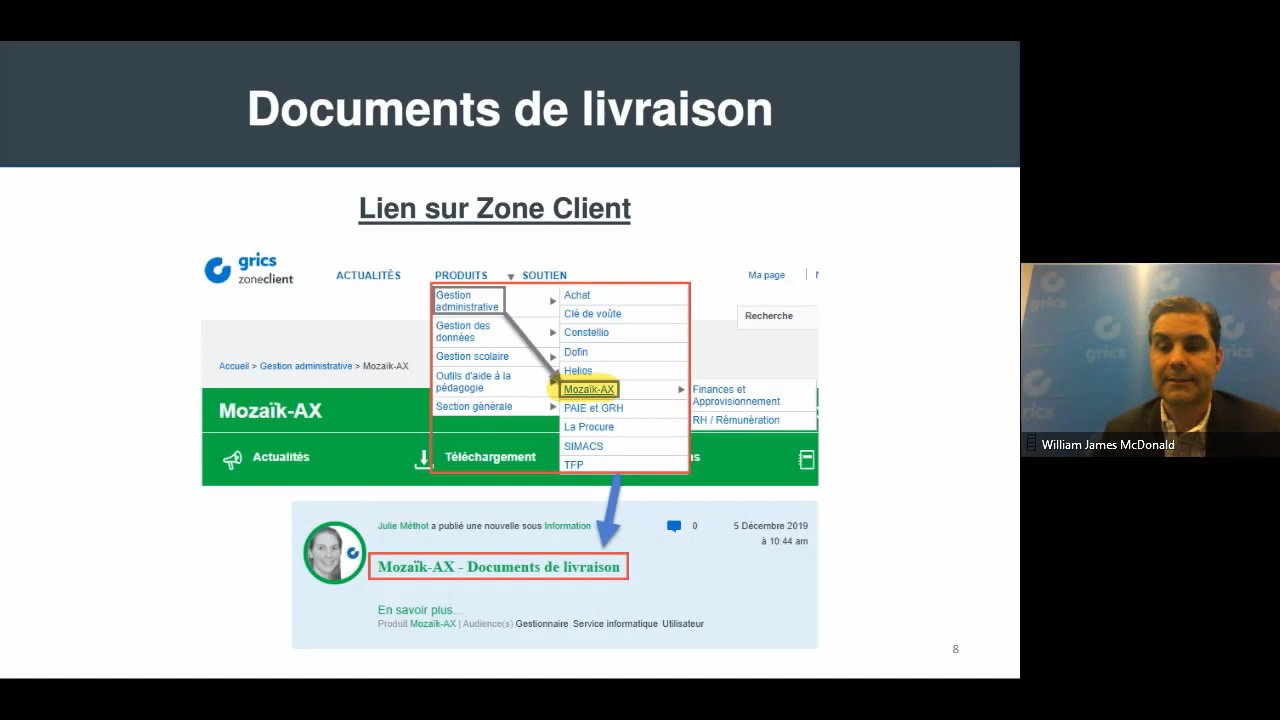 Documents de livraison
Lien sur Zone Client
grics
zoneclient
ACTUALITÉS
PRODUITS
SOUTIEN
Ma page
Recherche
Gestion
administrative
Gestion des
données
Gestion scolaire
Outils d'aide à la
pédagogie
Section générale
Achat
Clé de voûte
Constellio
Dofin
Helios
Mozaïk-AX
PAIE et GRH
La Procure
SIMACS
TFP
Finances et
Approvisionnement
RH / Rémunération
Accueil > Gestion administrative > Mozaïk-AX
Mozaïk-AX
Actualités
Téléchargement
Julie Méthot a publié une nouvelle sous Information
0
5 Décembre 2019
à 10:44 am
Mozaïk-AX - Documents de livraison
En savoir plus...
Produit Mozaïk-AX | Audience(s) Gestionnaire Service informatique Utilisateur
8
grics
grics
William James McDonald